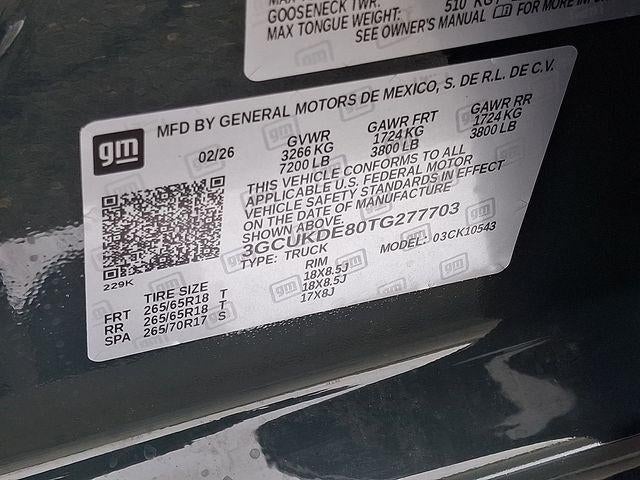 GOOSENECK TWR: 510 KG
MAX TONGUE WEIGHT:
SEE OWNER'S MANUAL FOR MORE
MFD BY GENERAL MOTORS DE MEXICO, S. DE R.L. DE C.V.
gm
02/26 GVWR GAWR FRT GAWR RR
3266 KG 1724 KG 1724 KG
7200 LB 3800 LB 3800 LB
THIS VEHICLE CONFORMS TO ALL
APPLICABLE U.S. FEDERAL MOTOR
VEHICLE SAFETY STANDARDS IN EFFECT
ON THE DATE OF MANUFACTURE
SHOWN ABOVE.
3GCUKDE80TG277703
TYPE: TRUCK MODEL: 03CK10543
229K
TIRE SIZE RIM
FRT 265/65R18 T 18X8.5J
RR 265/65R18 T 18X8.5J
SPA 265/70R17 S 17X8J